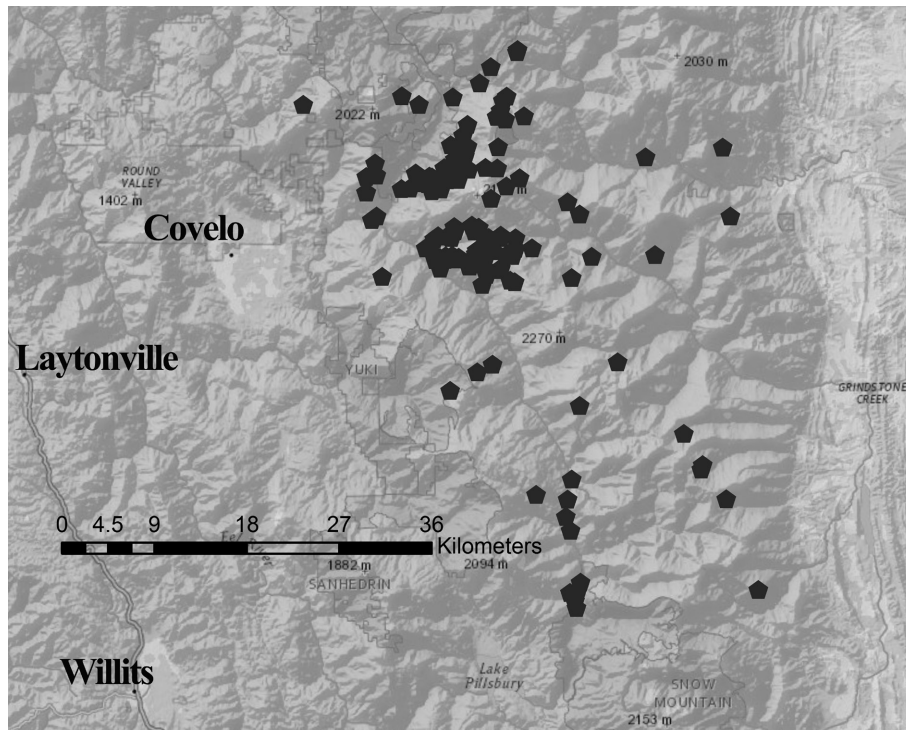 2030 m
2022 m
ROUND
VALLEY
1402 m
Covelo
2270 m
Laytonville
YUKI
GRINDSTONE
CREEK
0 4.5 9 18 27 36
Kilometers
1882 m
2094 m
SANHEDRIN
Willits
Lake
Pillsbury
SNOW
MOUNTAIN
2153 m